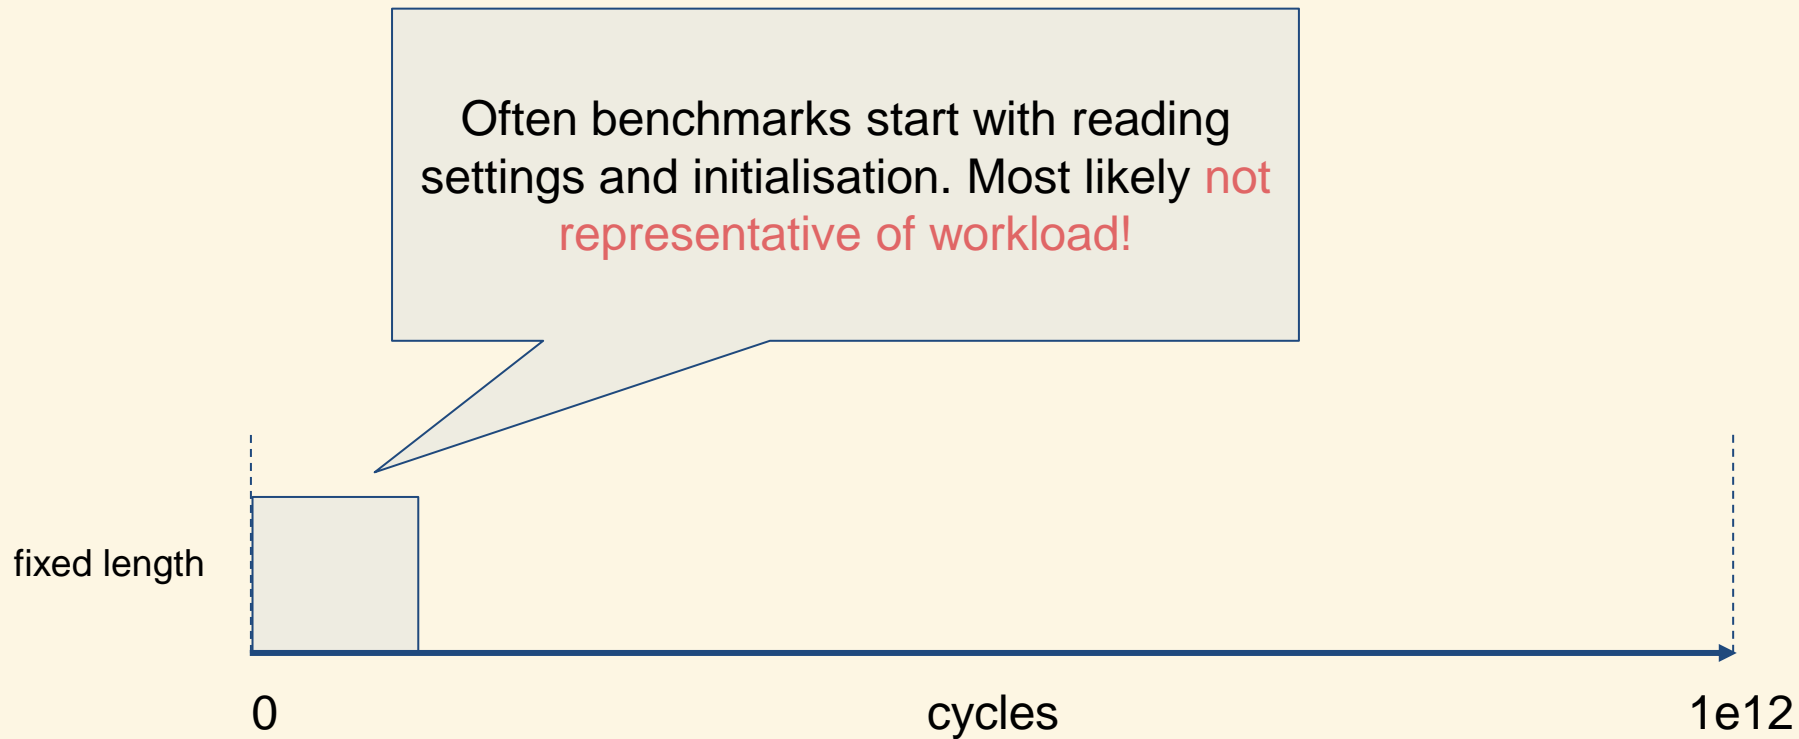 Often benchmarks start with reading
settings and initialisation. Most likely not
representative of workload!
fixed length
0
cycles
1e12